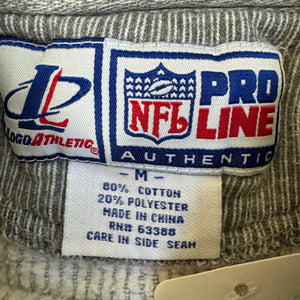 LOGO ATHLETIC
NFL
PRO
LINE
AUTHENTIC
- M -
80% COTTON
20% POLYESTER
MADE IN CHINA
RN# 63388
CARE IN SIDE SEAM